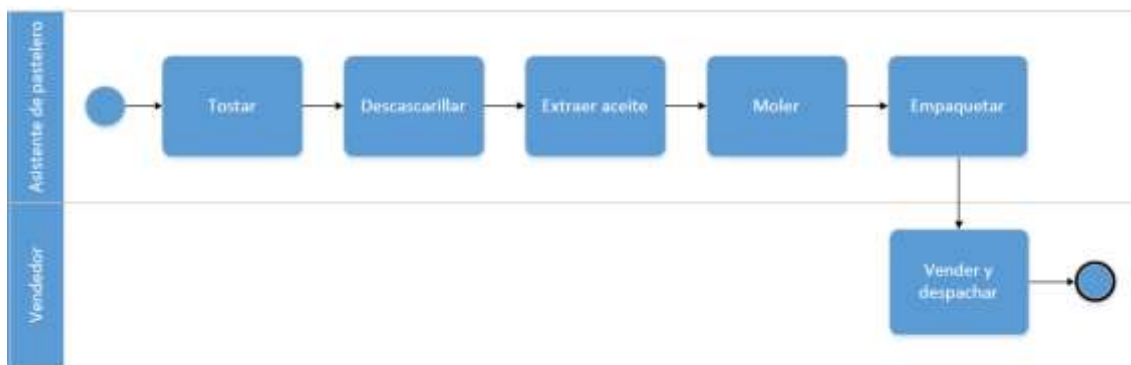 Asistente de pastelero
Tostar
Descascarillar
Extraer aceite
Moler
Empaquetar
Vendedor
Vender y
despachar